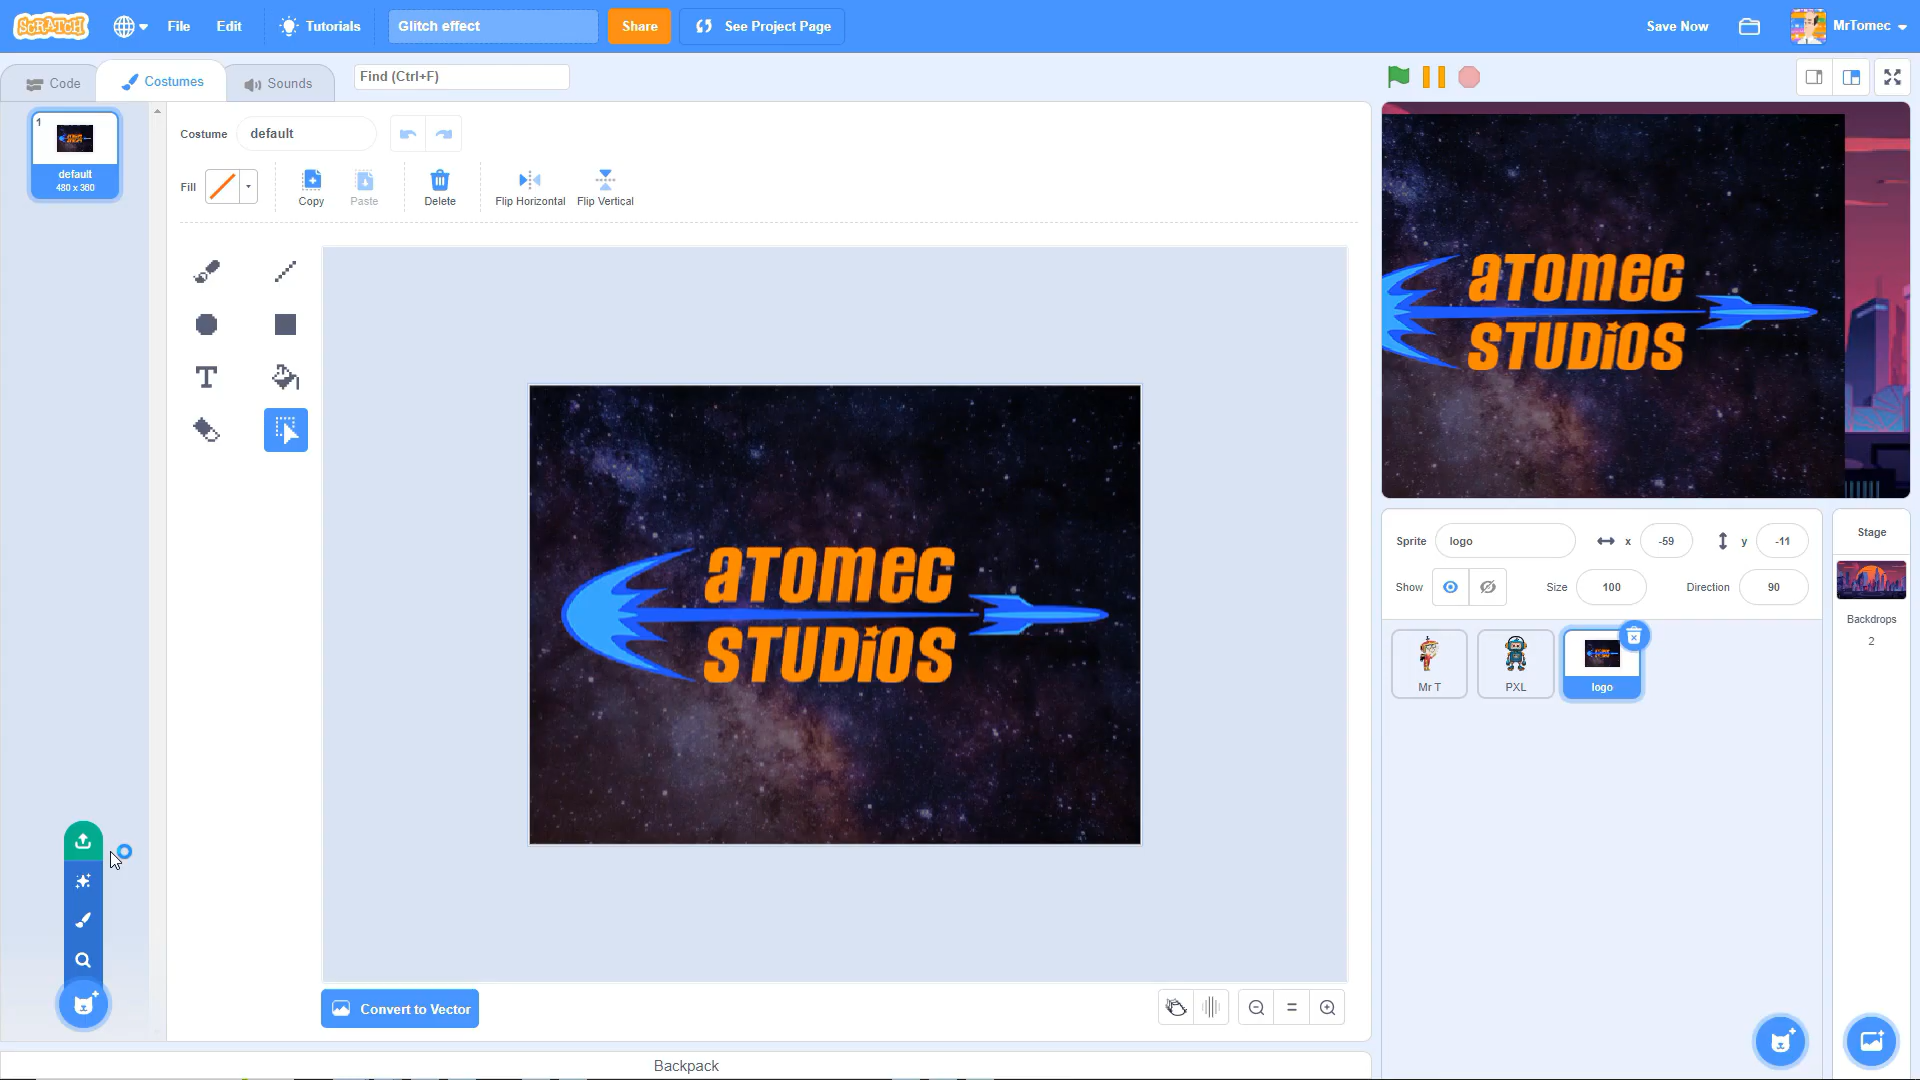 SCRATCH
File
Edit
Tutorials
Glitch effect
Share
See Project Page
Save Now
MrTomec
Code
Costumes
Sounds
Find (Ctrl+F)
1
default
480 x 360
Costume
default
Fill
Copy
Paste
Delete
Flip Horizontal
Flip Vertical
T
aTOmec
STUDiOS
aTOmec
STUDiOS
Convert to Vector
Backpack
Sprite
logo
x
-59
y
-11
Show
Size
100
Direction
90
Mr T
PXL
logo
Stage
Backdrops
2